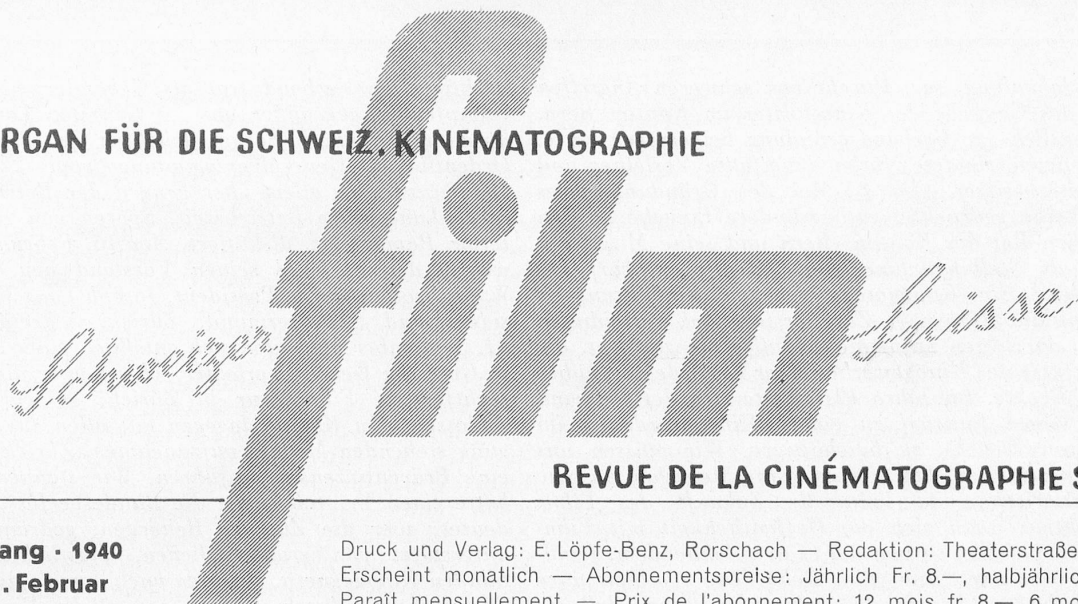 RGAN FÜR DIE SCHWEIZ. KINEMATOGRAPHIE
Schweizer film Suisse
REVUE DE LA CINÉMATOGRAPHIE S
ang · 1940
. Februar
Druck und Verlag: E. Löpfe-Benz, Rorschach — Redaktion: Theaterstraße
Erscheint monatlich — Abonnementspreise: Jährlich Fr. 8.—, halbjährlic
Paraît mensuellement — Prix de l'abonnement: 12 mois fr. 8.—, 6 mo